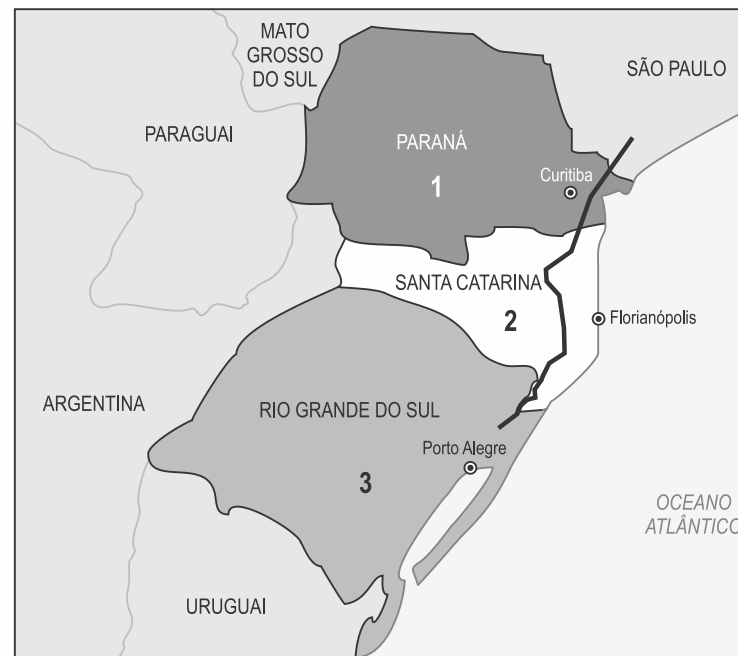 MATO
GROSSO
DO SUL
SÃO PAULO
PARAGUAI
PARANÁ
1
Curitiba
SANTA CATARINA
2
Florianópolis
ARGENTINA
RIO GRANDE DO SUL
Porto Alegre
3
OCEANO
ATLÂNTICO
URUGUAI